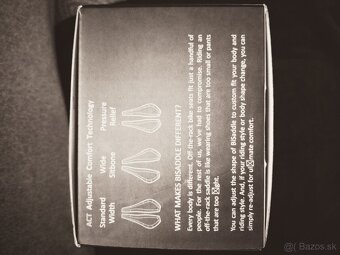 ACT Adjustable Comfort Technology
Standard Wide Pressure
Width Sitbone Relief
WHAT MAKES BISADDLE DIFFERENT?
Every body is different. Off-the-rack bike seats fit just a handful of
people. For the rest of us, we've had to compromise. Riding an
off-the-rack saddle is like wearing shoes that are too small or pants
that are too tight.
You can adjust the shape of BiSaddle to custom fit your body and
riding style. And, if your riding style or body shape change, you can
simply re-adjust for ultimate comfort.
Bazos.sk